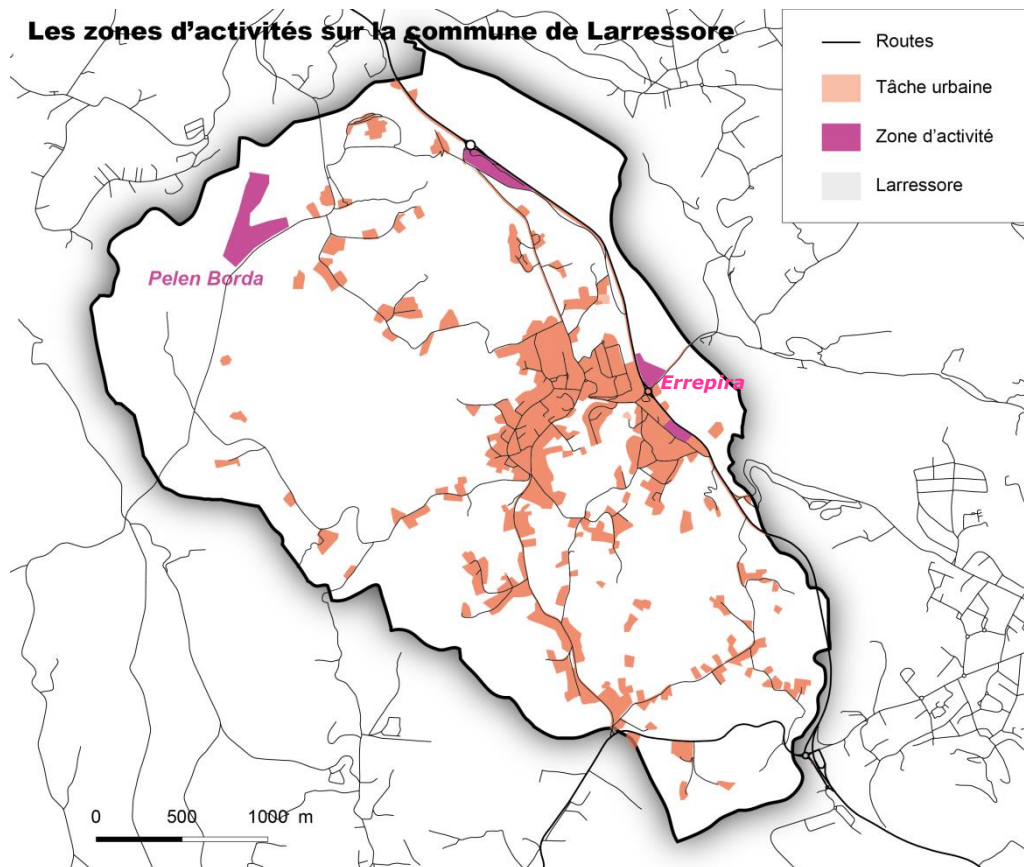 Les zones d'activités sur la commune de Larressore
Routes
Tâche urbaine
Zone d'activité
Larressore
Pelen Borda
Errepira
0 500 1000 m